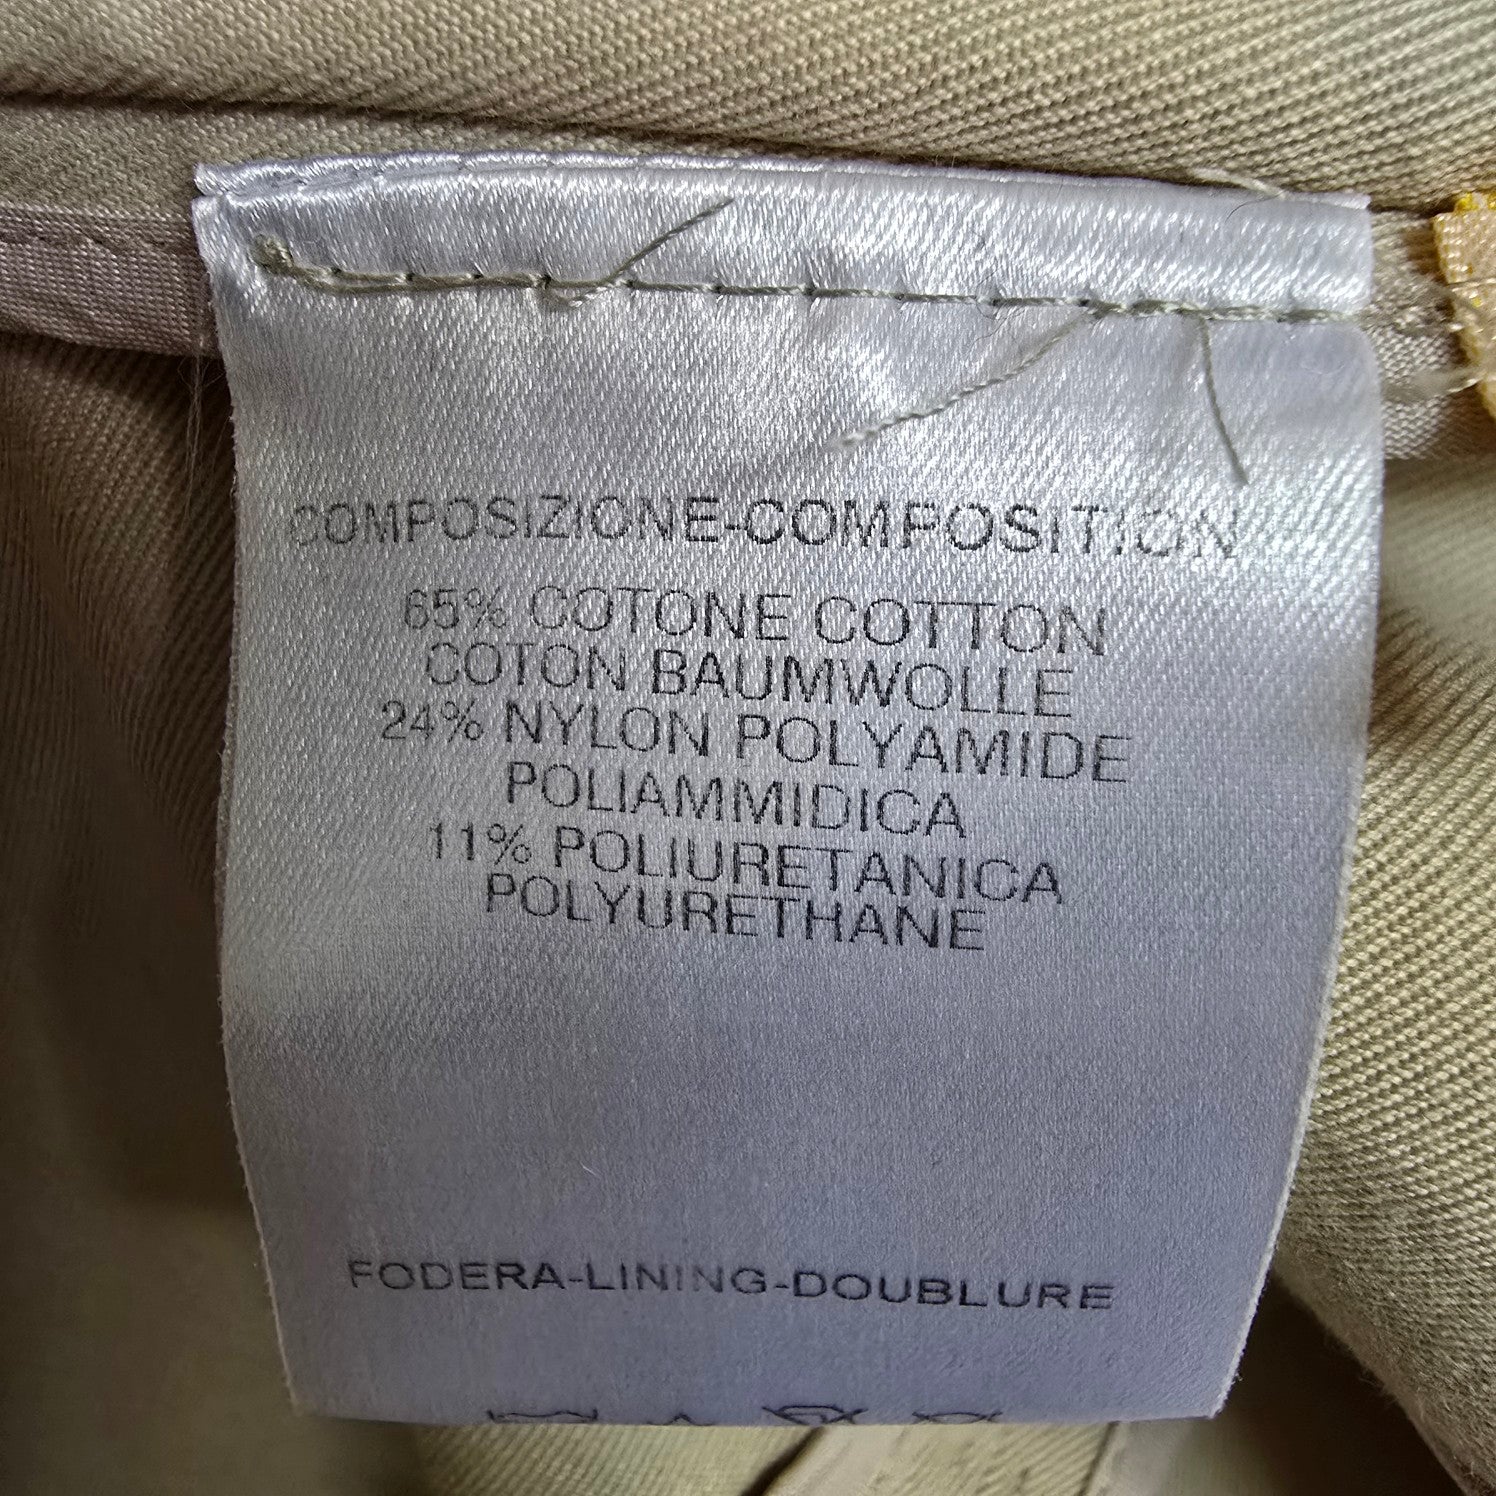 COMPOSIZIONE-COMPOSITION
65% COTONE COTTON
COTON BAUMWOLLE
24% NYLON POLYAMIDE
POLIAMMIDICA
11% POLIURETANICA
POLYURETHANE
FODERA-LINING-DOUBLURE